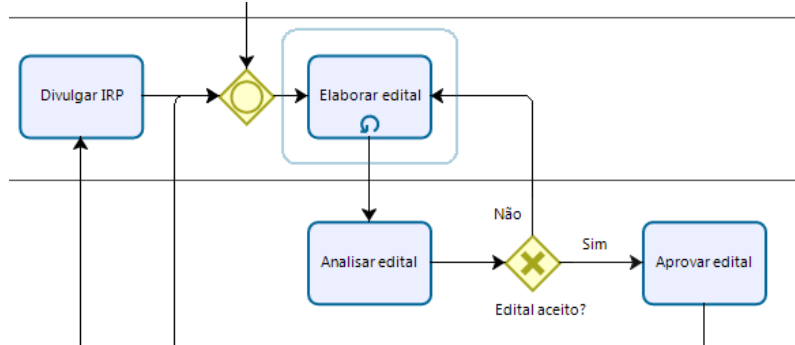 Divulgar IRP
Elaborar edital
Não
Sim
Analisar edital
Aprovar edital
Edital aceito?